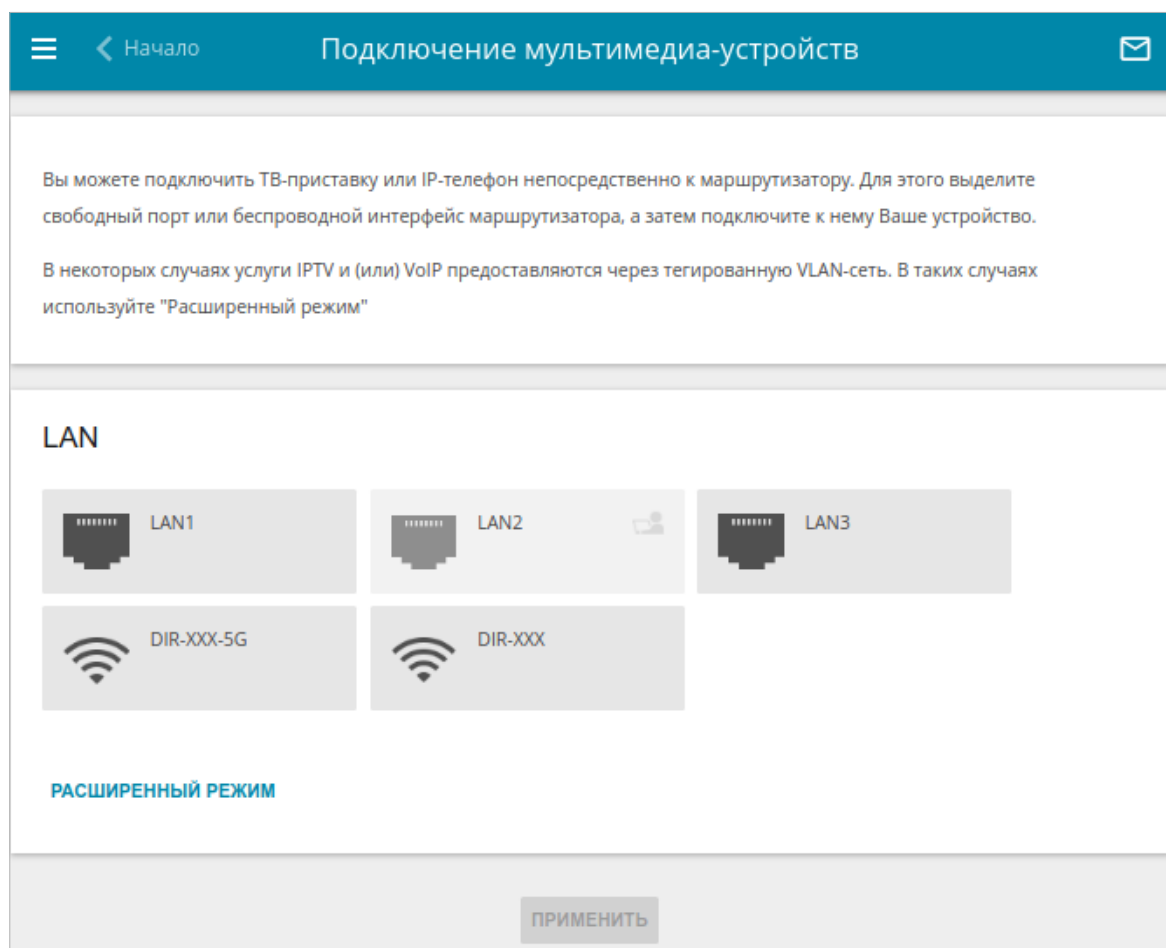 Начало
Подключение мультимедиа-устройств
Вы можете подключить ТВ-приставку или IP-телефон непосредственно к маршрутизатору. Для этого выделите
свободный порт или беспроводной интерфейс маршрутизатора, а затем подключите к нему Ваше устройство.
В некоторых случаях услуги IPTV и (или) VoIP предоставляются через тегированную VLAN-сеть. В таких случаях
используйте "Расширенный режим"
LAN
LAN1
LAN2
LAN3
DIR-XXX-5G
DIR-XXX
РАСШИРЕННЫЙ РЕЖИМ
ПРИМЕНИТЬ